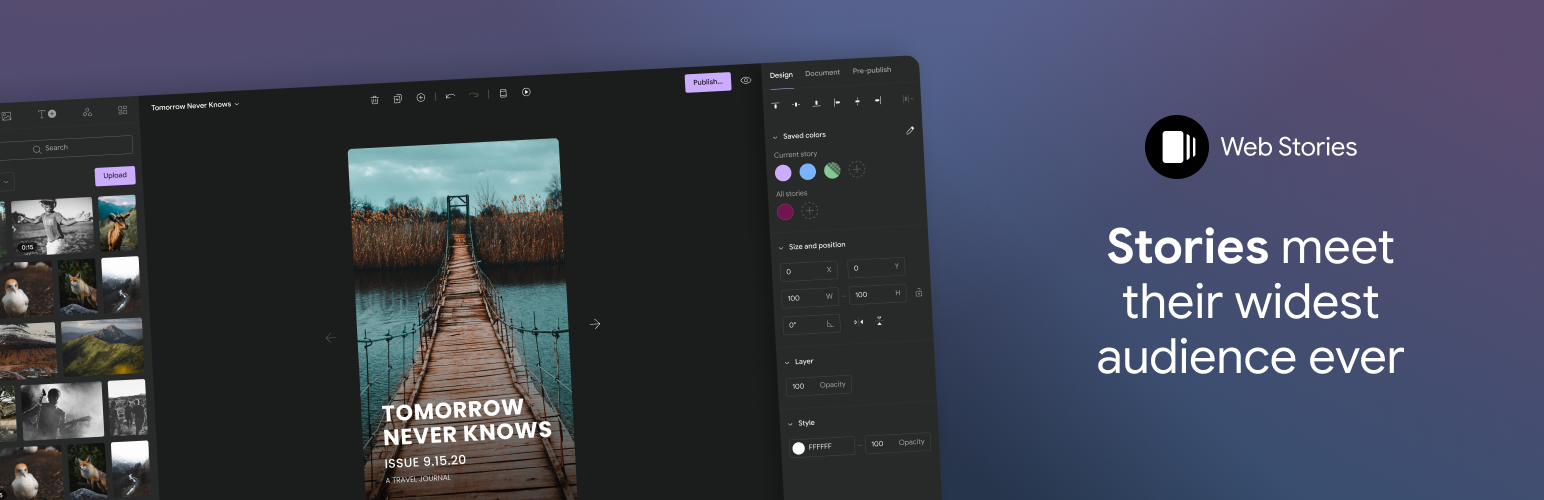 Tomorrow Never Knows
Publish...
Search
Upload
0:15
TOMORROW
NEVER KNOWS
ISSUE 9.15.20
A TRAVEL JOURNAL
Design Document Pre-publish
Saved colors
Current story
All stories
Size and position
0 X 0 Y
100 W 100 H
0°
Layer
100 Opacity
Style
FFFFFF 100 Opacity
Web Stories
Stories meet
their widest
audience ever